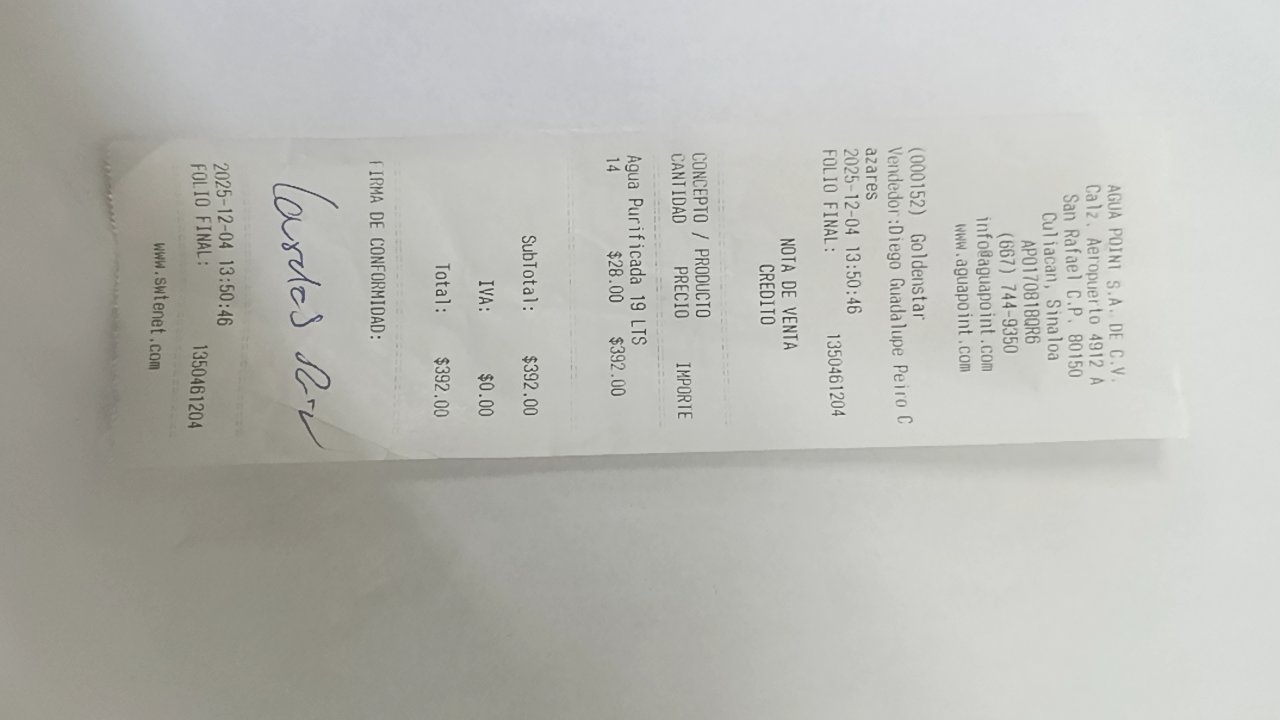 AGUA POINT S.A. DE C.V.
Calz. Aeropuerto 4912 A
San Rafael C.P. 80150
Culiacan, Sinaloa
APO170818QR6
(667) 744-9350
info@aguapoint.com
www.aguapoint.com
(000152) Goldenstar
Vendedor:Diego Guadalupe Peiro C
azares
2025-12-04 13:50:46
FOLIO FINAL: 1350461204
NOTA DE VENTA
CREDITO
CONCEPTO / PRODUCTO
CANTIDAD PRECIO IMPORTE
Agua Purificada 19 LTS
14 $28.00 $392.00
SubTotal: $392.00
IVA: $0.00
Total: $392.00
FIRMA DE CONFORMIDAD:
2025-12-04 13:50:46
FOLIO FINAL: 1350461204
www.swtenet.com